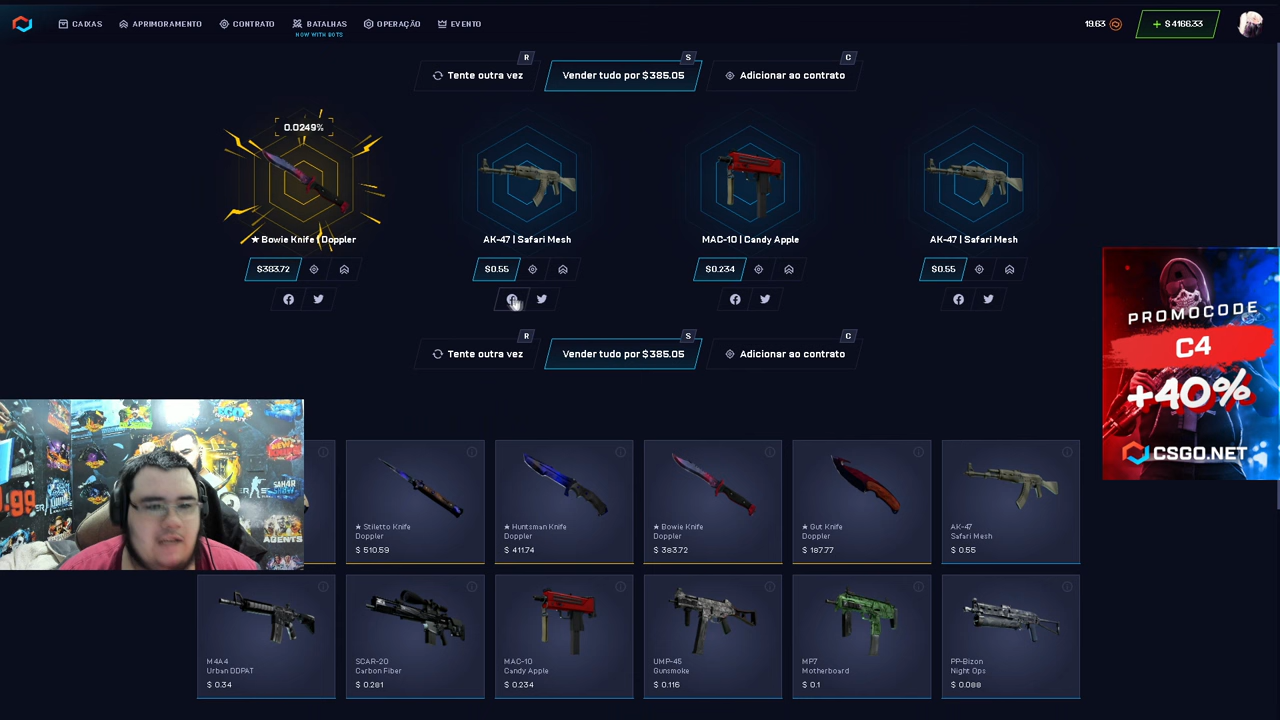 CAIXAS
APRIMORAMENTO
CONTRATO
BATALHAS
NOW WITH BOTS
OPERAÇÃO
EVENTO
19.63
+ $ 4166.33
R
Tente outra vez
S
Vender tudo por $385.05
C
Adicionar ao contrato
0.0249%
★ Bowie Knife | Doppler
$383.72
AK-47 | Safari Mesh
$0.55
MAC-10 | Candy Apple
$0.234
AK-47 | Safari Mesh
$0.55
R
Tente outra vez
S
Vender tudo por $385.05
C
Adicionar ao contrato
PROMOCODE
C4
+40%
CSGO.NET
★ Stiletto Knife
Doppler
$ 510.59
★ Huntsman Knife
Doppler
$ 411.74
★ Bowie Knife
Doppler
$ 383.72
★ Gut Knife
Doppler
$ 187.77
AK-47
Safari Mesh
$ 0.55
M4A4
Urban DDPAT
$ 0.34
SCAR-20
Carbon Fiber
$ 0.281
MAC-10
Candy Apple
$ 0.234
UMP-45
Gunsmoke
$ 0.116
MP7
Motherboard
$ 0.1
PP-Bizon
Night Ops
$ 0.088
AGENTS